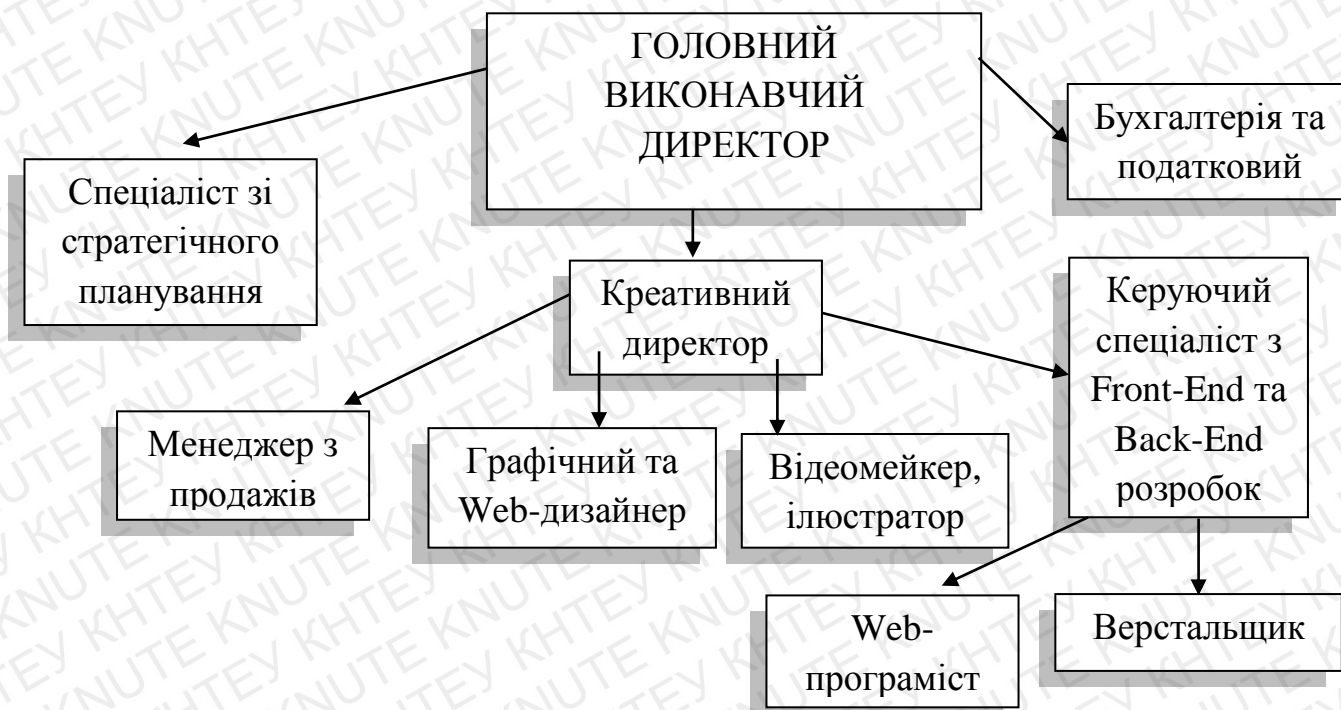 ГОЛОВНИЙ
ВИКОНАВЧИЙ
ДИРЕКТОР
Бухгалтерія та
податковий
Спеціаліст зі
стратегічного
планування
Креативний
директор
Керуючий
спеціаліст з
Front-End та
Back-End
розробок
Менеджер з
продажів
Графічний та
Web-дизайнер
Відеомейкер,
ілюстратор
Web-
програміст
Верстальщик